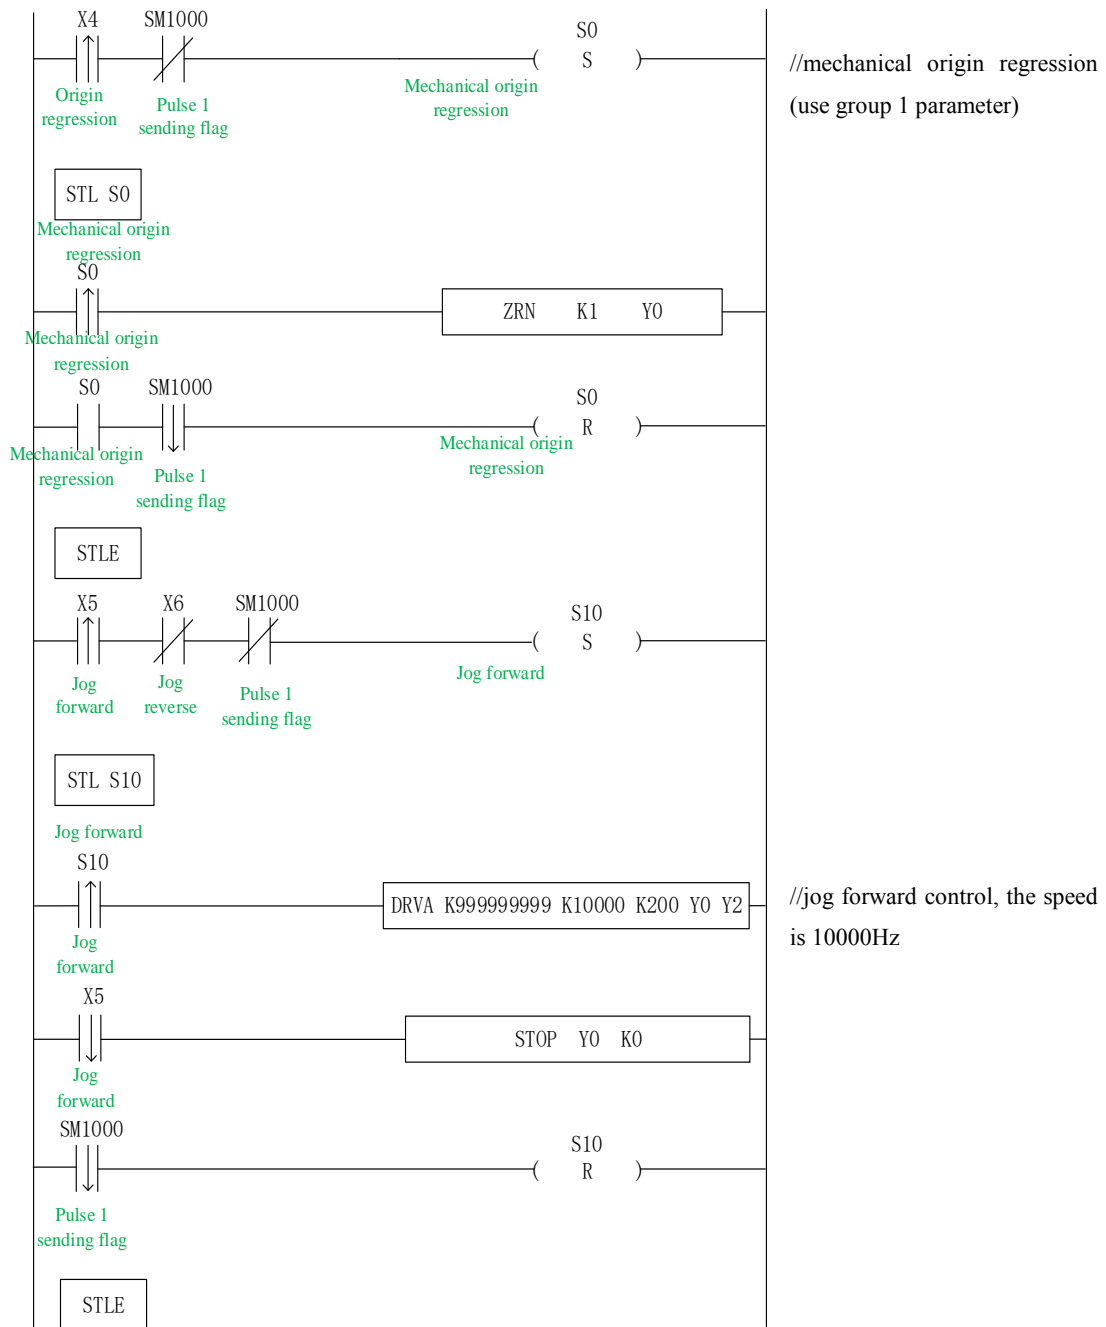 X4 SM1000
S0
( S )
Origin
regression
Pulse 1
sending flag
Mechanical origin
regression
//mechanical origin regression
(use group 1 parameter)
STL S0
Mechanical origin
regression
S0
ZRN K1 Y0
Mechanical origin
regression
S0 SM1000
S0
( R )
Mechanical origin
regression
Pulse 1
sending flag
Mechanical origin
regression
STLE
X5 X6 SM1000
S10
( S )
Jog
forward
Jog
reverse
Pulse 1
sending flag
Jog forward
STL S10
Jog forward
S10
DRVA K999999999 K10000 K200 Y0 Y2
Jog
forward
//jog forward control, the speed
is 10000Hz
X5
STOP Y0 K0
Jog
forward
SM1000
S10
( R )
Pulse 1
sending flag
STLE